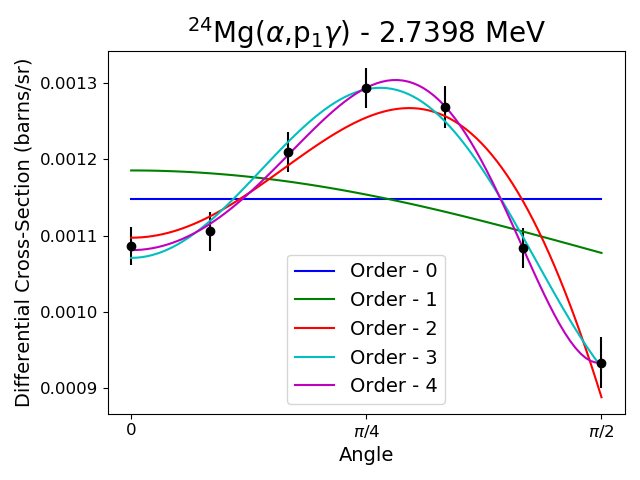 ²⁴Mg(α,p₁γ) - 2.7398 MeV
Differential Cross-Section (barns/sr)
0.0013
0.0012
0.0011
0.0010
0.0009
Order - 0
Order - 1
Order - 2
Order - 3
Order - 4
0
π/4
π/2
Angle